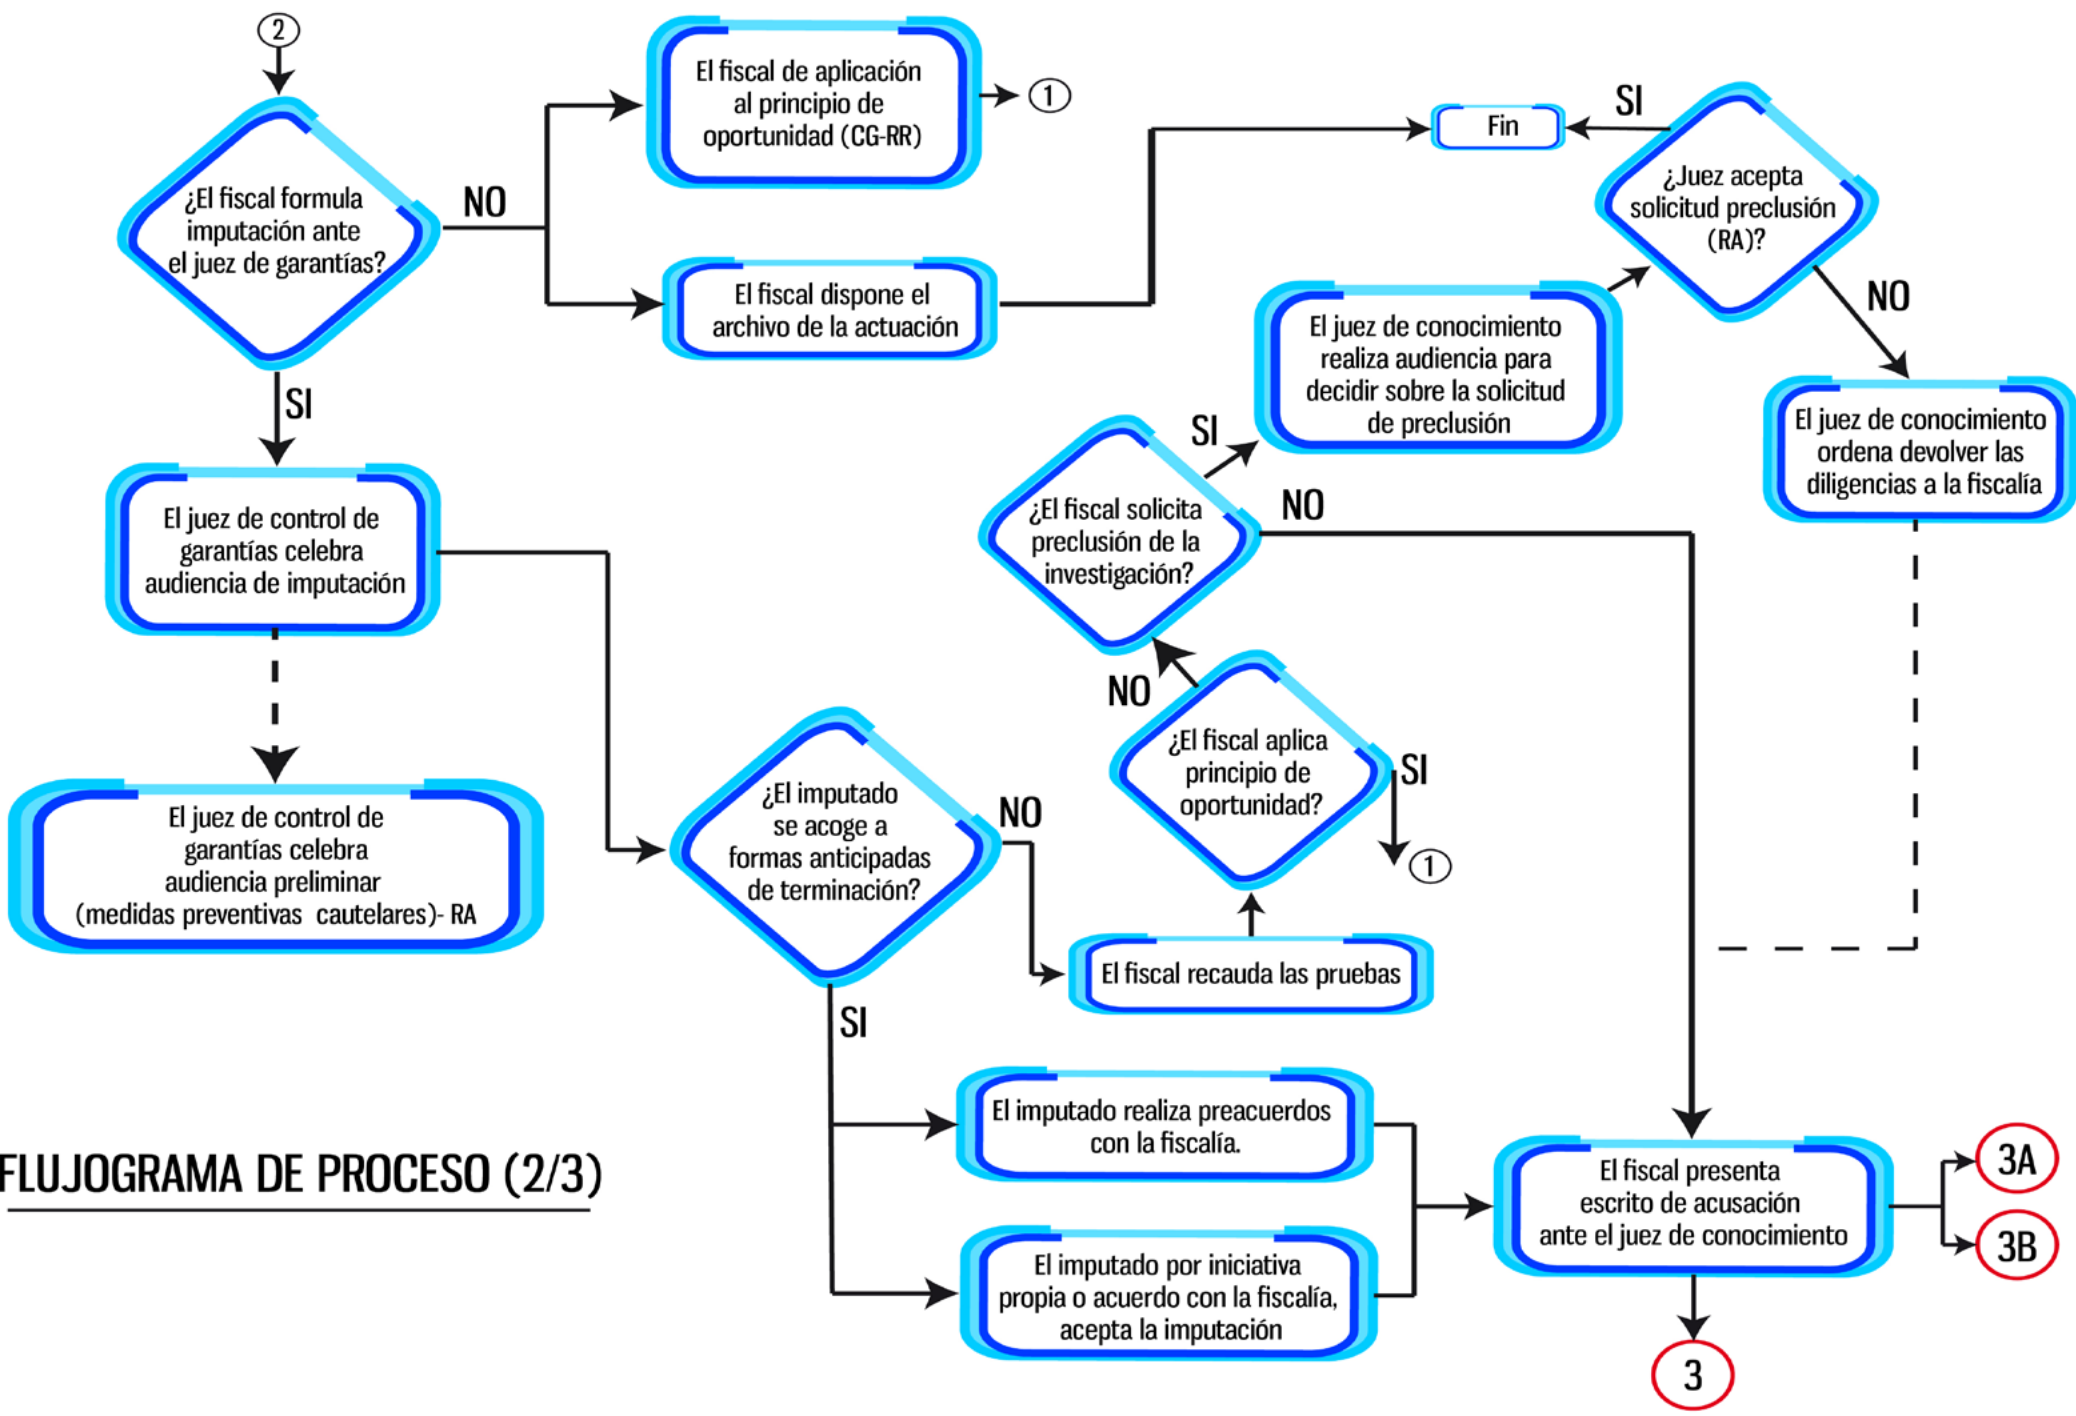 2
¿El fiscal formula
imputación ante
el juez de garantías?
NO
El fiscal de aplicación
al principio de
oportunidad (CG-RR)
1
El fiscal dispone el
archivo de la actuación
Fin
SI
¿Juez acepta
solicitud preclusión
(RA)?
NO
El juez de conocimiento
ordena devolver las
diligencias a la fiscalía
El juez de conocimiento
realiza audiencia para
decidir sobre la solicitud
de preclusión
SI
¿El fiscal solicita
preclusión de la
investigación?
NO
SI
El juez de control de
garantías celebra
audiencia de imputación
El juez de control de
garantías celebra
audiencia preliminar
(medidas preventivas cautelares)- RA
¿El imputado
se acoge a
formas anticipadas
de terminación?
NO
NO
¿El fiscal aplica
principio de
oportunidad?
SI
1
El fiscal recauda las pruebas
SI
El imputado realiza preacuerdos
con la fiscalía.
El imputado por iniciativa
propia o acuerdo con la fiscalía,
acepta la imputación
El fiscal presenta
escrito de acusación
ante el juez de conocimiento
3A
3B
3
FLUJOGRAMA DE PROCESO (2/3)